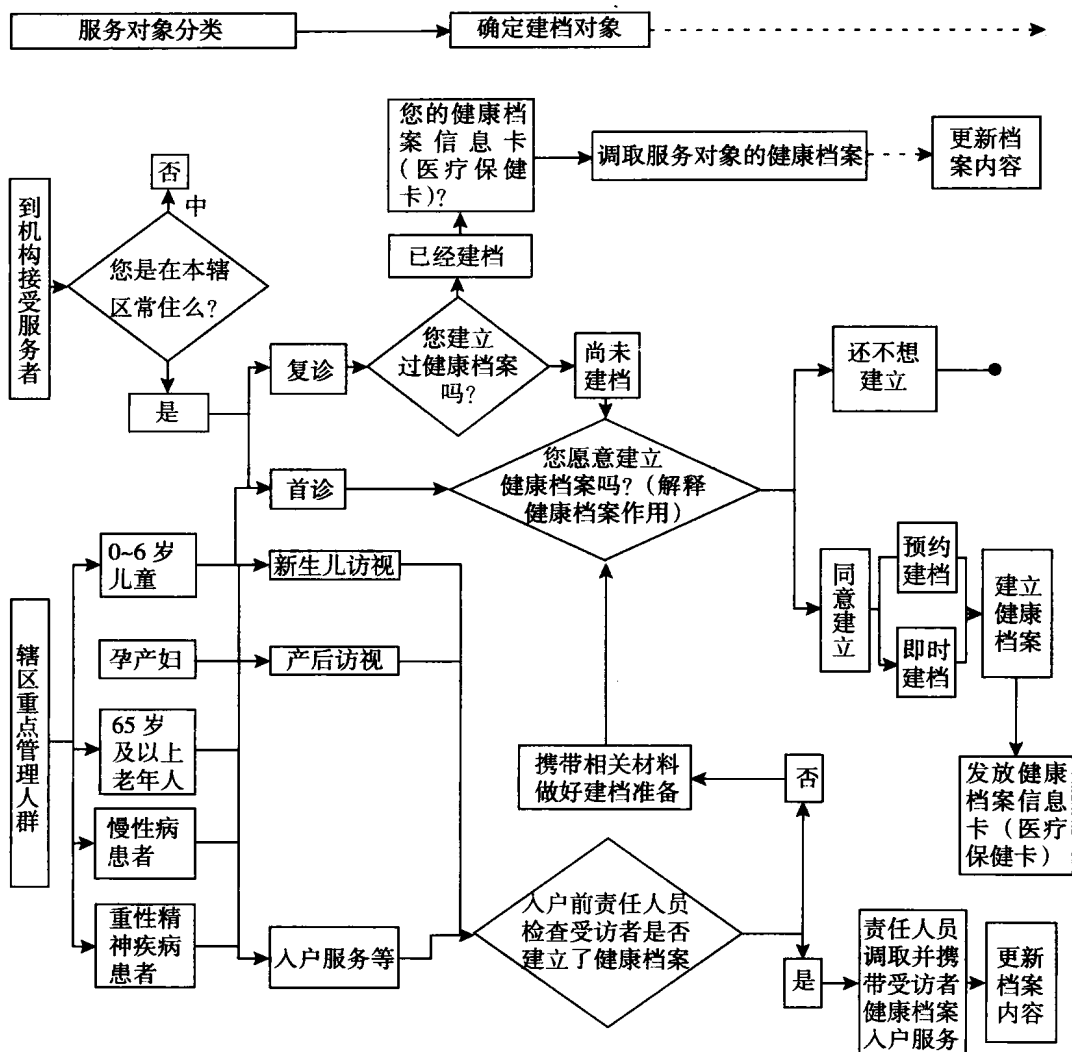 服务对象分类
确定建档对象
您的健康档
案信息卡
(医疗保健
卡)?
调取服务对象的健康档案
更新档
案内容
否
中
到机构接受服务者
您是在本辖
区常住么?
已经建档
是
复诊
您建立
过健康档案
吗?
尚未
建档
还不想
建立
首诊
您愿意建立
健康档案吗?(解释
健康档案作用)
0~6岁
儿童
新生儿访视
同意建立
预约
建档
即时
建档
建立
健康
档案
辖区重点管理人群
孕产妇
产后访视
65岁
及以上
老年人
携带相关材料
做好建档准备
否
发放健康
档案信息
卡(医疗
保健卡)
慢性病
患者
重性精
神疾病
患者
入户服务等
入户前责任人员
检查受访者是否
建立了健康档案
是
责任人员
调取并携
带受访者
健康档案
入户服务
更新
档案
内容